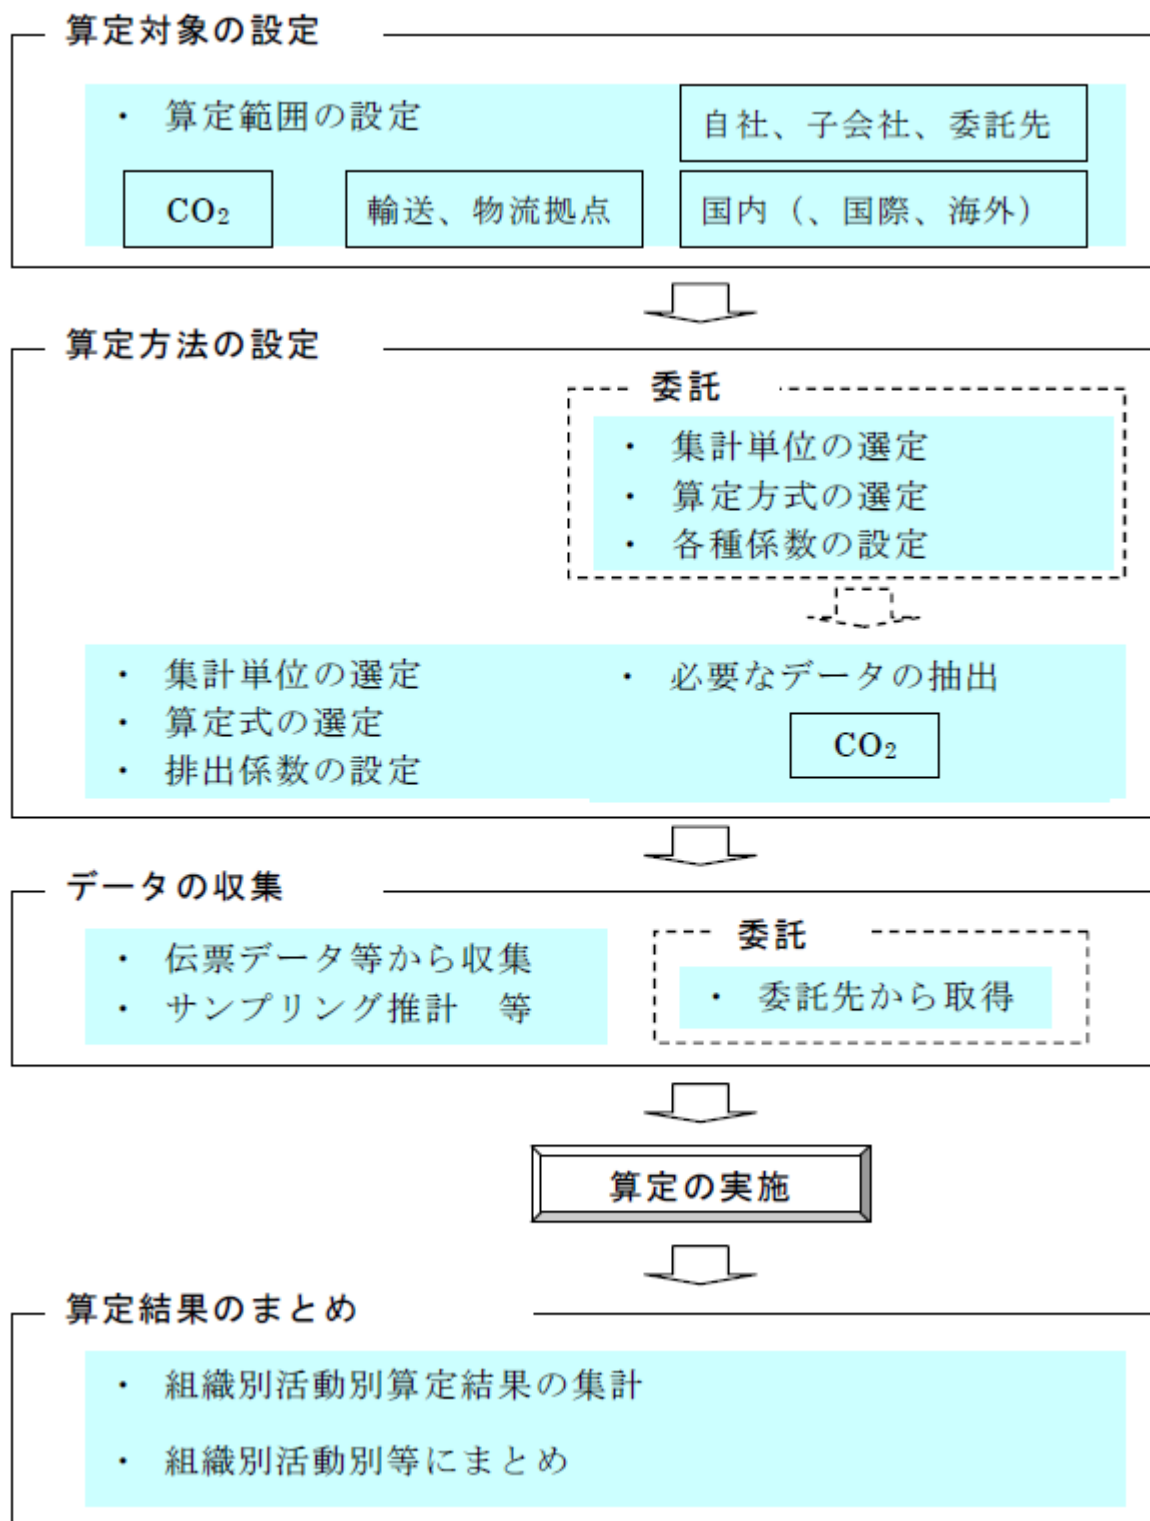 算定対象の設定
・ 算定範囲の設定
自社、子会社、委託先
CO₂
輸送、物流拠点
国内（、国際、海外）
算定方法の設定
委託
・ 集計単位の選定
・ 算定方式の選定
・ 各種係数の設定
・ 集計単位の選定
・ 算定式の選定
・ 排出係数の設定
・ 必要なデータの抽出
CO₂
データの収集
・ 伝票データ等から収集
・ サンプリング推計　等
委託
・ 委託先から取得
算定の実施
算定結果のまとめ
・ 組織別活動別算定結果の集計
・ 組織別活動別等にまとめ